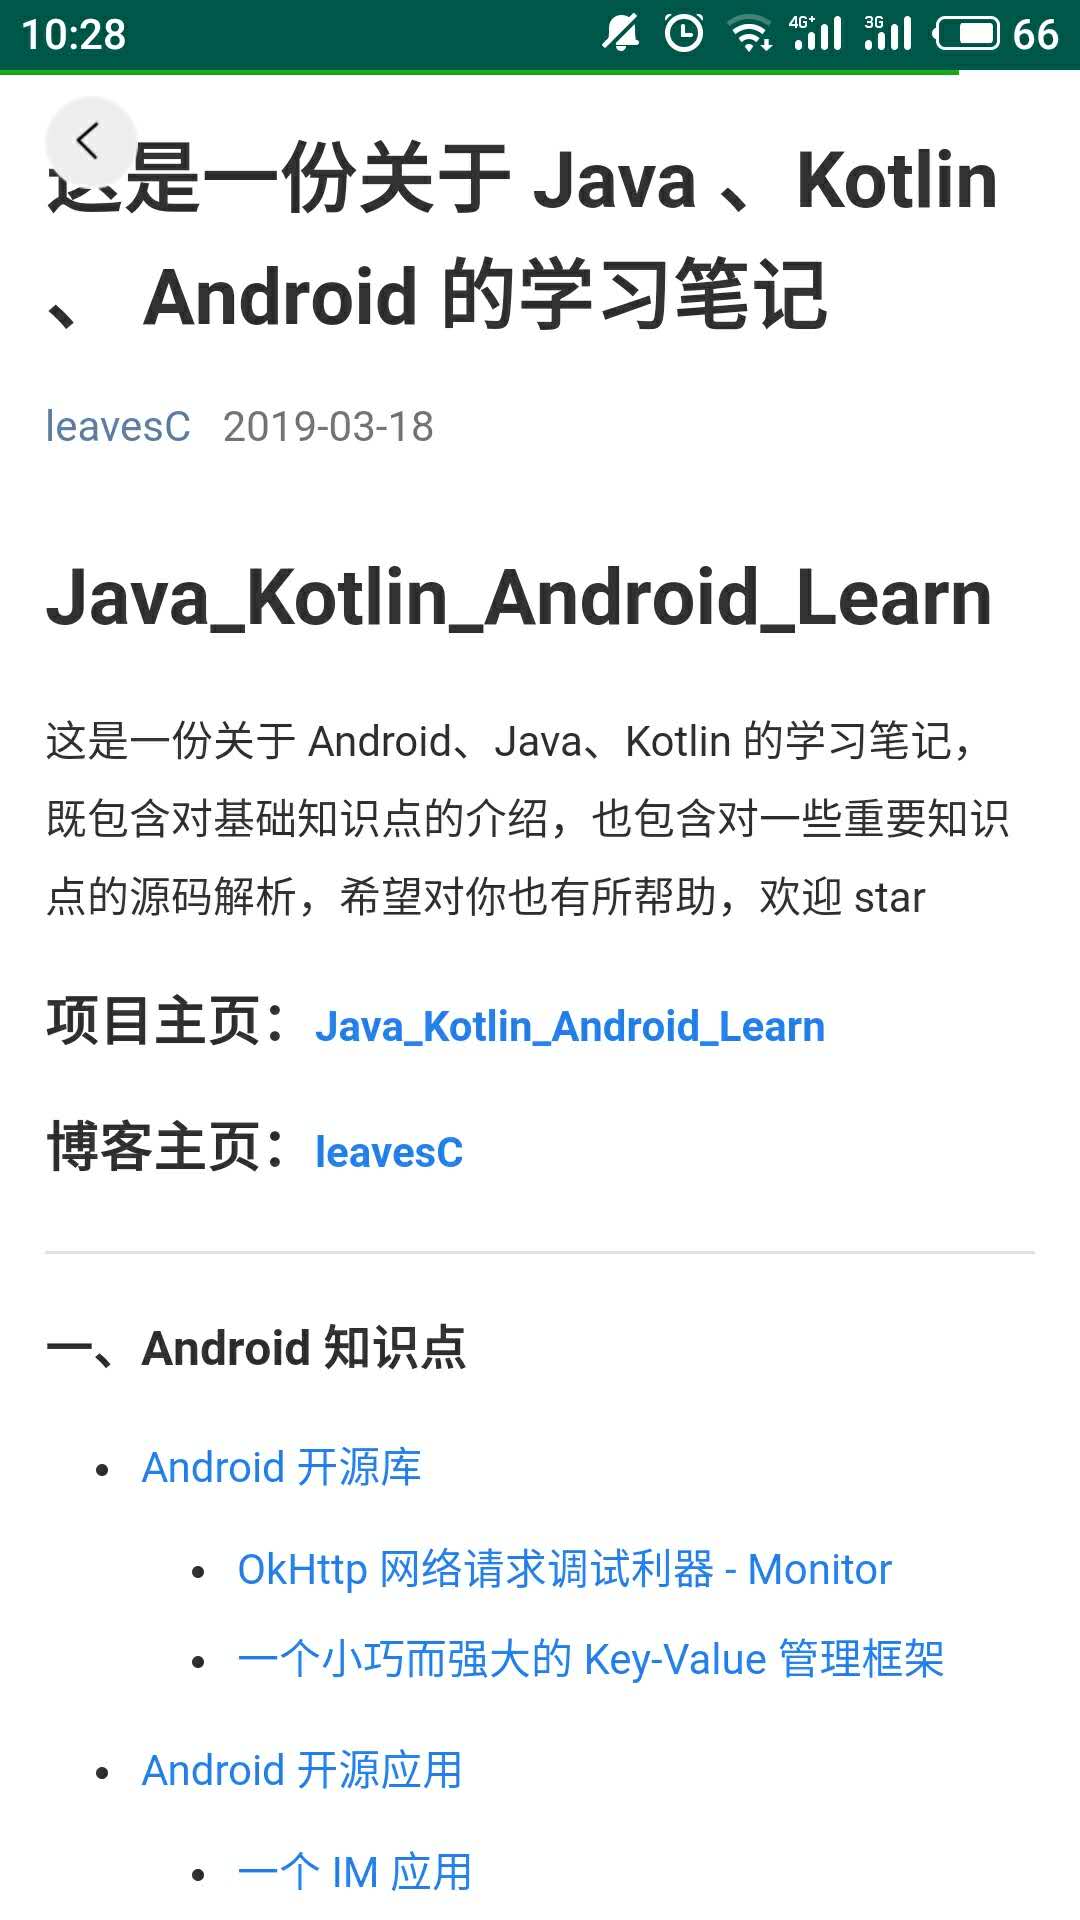 10:28
4G+
3G
66
这是一份关于 Java 、Kotlin
、 Android 的学习笔记
leavesC 2019-03-18
Java_Kotlin_Android_Learn
这是一份关于 Android、Java、Kotlin 的学习笔记，
既包含对基础知识点的介绍，也包含对一些重要知识
点的源码解析，希望对你也有所帮助，欢迎 star
项目主页：Java_Kotlin_Android_Learn
博客主页：leavesC
一、Android 知识点
• Android 开源库
• OkHttp 网络请求调试利器 - Monitor
• 一个小巧而强大的 Key-Value 管理框架
• Android 开源应用
• 一个 IM 应用